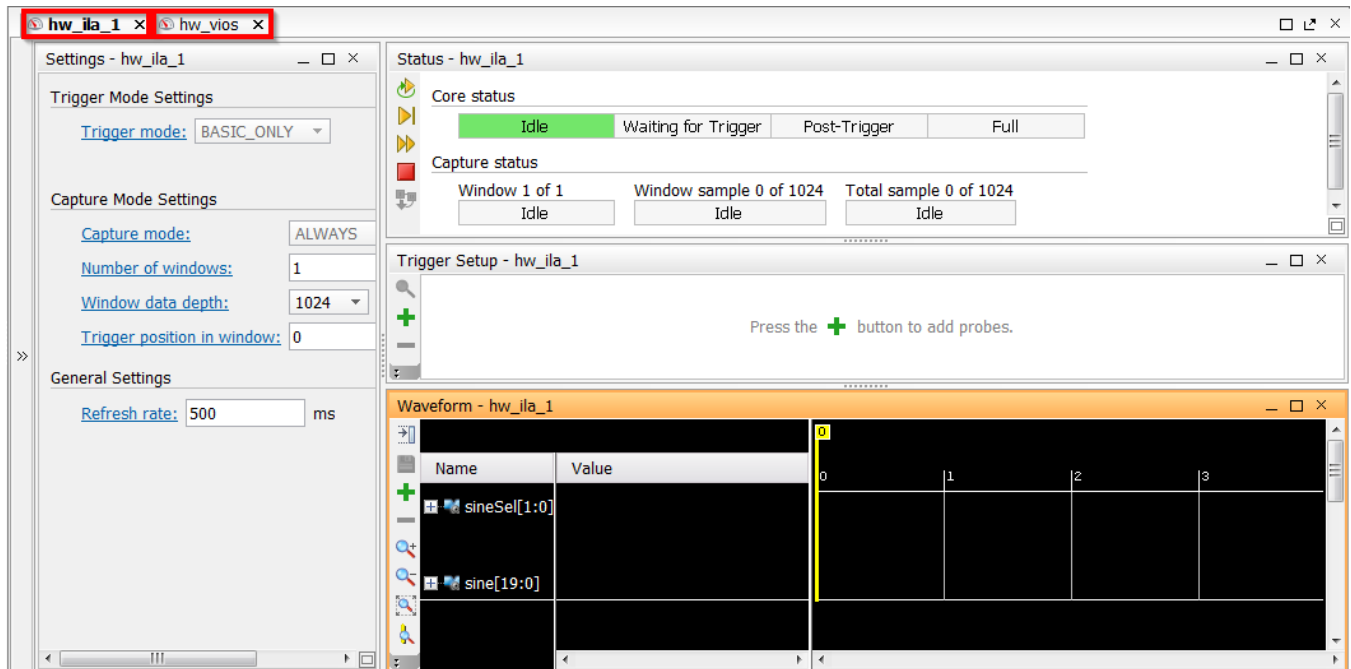 hw_ila_1 hw_vios
Settings - hw_ila_1
Trigger Mode Settings
Trigger mode: BASIC_ONLY
Capture Mode Settings
Capture mode: ALWAYS
Number of windows: 1
Window data depth: 1024
Trigger position in window: 0
General Settings
Refresh rate: 500 ms
Status - hw_ila_1
Core status
Idle Waiting for Trigger Post-Trigger Full
Capture status
Window 1 of 1 Window sample 0 of 1024 Total sample 0 of 1024
Idle Idle Idle
Trigger Setup - hw_ila_1
Press the + button to add probes.
Waveform - hw_ila_1
0
Name Value
0 1 2 3
sineSel[1:0]
sine[19:0]